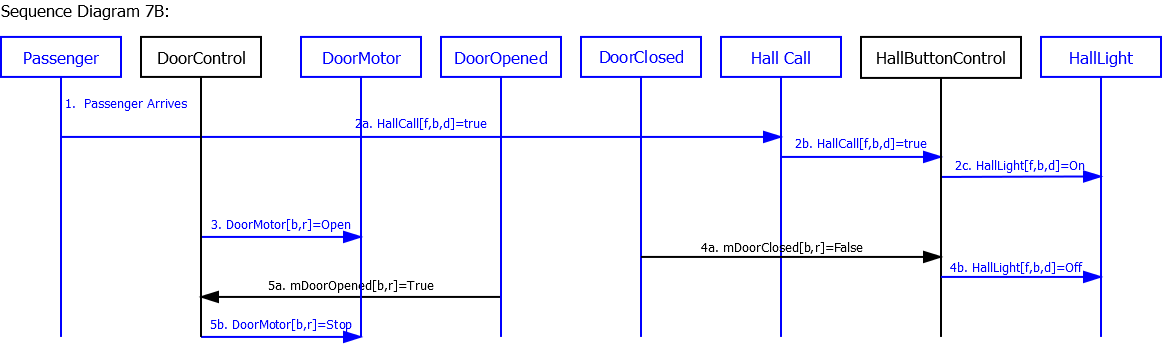 Sequence Diagram 7B:
Passenger
DoorControl
DoorMotor
DoorOpened
DoorClosed
Hall Call
HallButtonControl
HallLight
1.  Passenger Arrives
2a. HallCall[f,b,d]=true
2b. HallCall[f,b,d]=true
2c. HallLight[f,b,d]=On
3. DoorMotor[b,r]=Open
4a. mDoorClosed[b,r]=False
4b. HallLight[f,b,d]=Off
5a. mDoorOpened[b,r]=True
5b. DoorMotor[b,r]=Stop